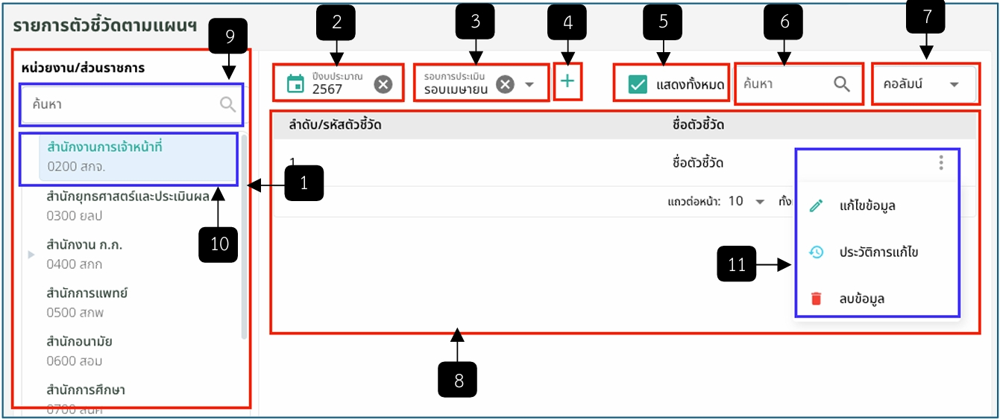 รายการตัวชี้วัดตามแผนฯ
9
2
3
4
5
6
7
หน่วยงาน/ส่วนราชการ
ค้นหา
สำนักงานการเจ้าหน้าที่
0200 สกจ.
สำนักยุทธศาสตร์และประเมินผล
0300 ยลป
สำนักงาน ก.ก.
0400 สกก
สำนักการแพทย์
0500 สกพ
สำนักอนามัย
0600 สอม
สำนักการศึกษา
0700 สนศ
1
10
ปีงบประมาณ
2567
รอบการประเมิน
รอบเมษายน
+
แสดงทั้งหมด
ค้นหา
คอลัมน์
ลำดับ/รหัสตัวชี้วัด
ชื่อตัวชี้วัด
1
ชื่อตัวชี้วัด
แถวต่อหน้า: 10
แก้ไขข้อมูล
ประวัติการแก้ไข
ลบข้อมูล
11
8